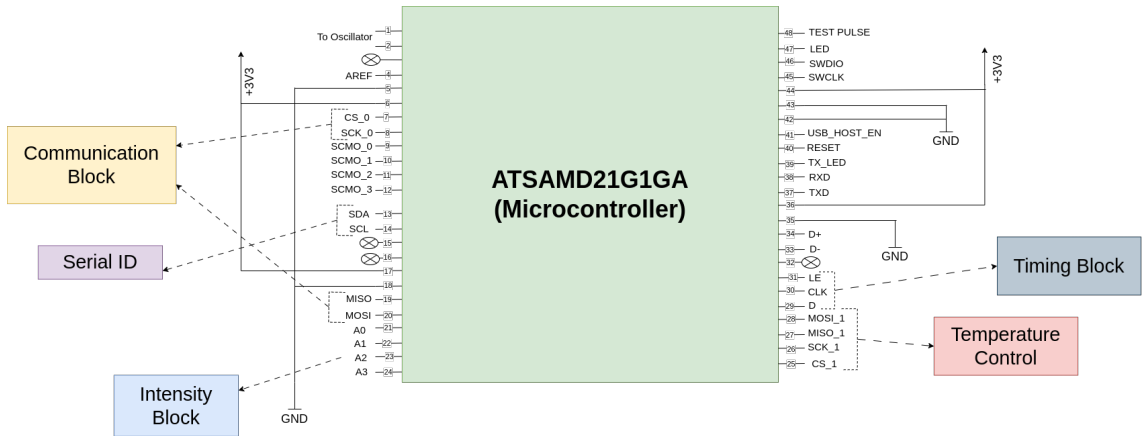 To Oscillator
1
2
AREF
4
5
6
+3V3
CS_0
7
SCK_0
8
SCMO_0
9
SCMO_1
10
SCMO_2
11
SCMO_3
12
SDA
13
SCL
14
15
16
17
18
MISO
19
MOSI
20
A0
21
A1
22
A2
23
A3
24
GND
Communication
Block
Serial ID
Intensity
Block
ATSAMD21G1GA
(Microcontroller)
48
TEST PULSE
47
LED
46
SWDIO
45
SWCLK
44
+3V3
43
42
GND
41
USB_HOST_EN
40
RESET
39
TX_LED
38
RXD
37
TXD
36
35
GND
34
D+
33
D-
32
31
LE
30
CLK
29
D
28
MOSI_1
27
MISO_1
26
SCK_1
25
CS_1
Timing Block
Temperature
Control